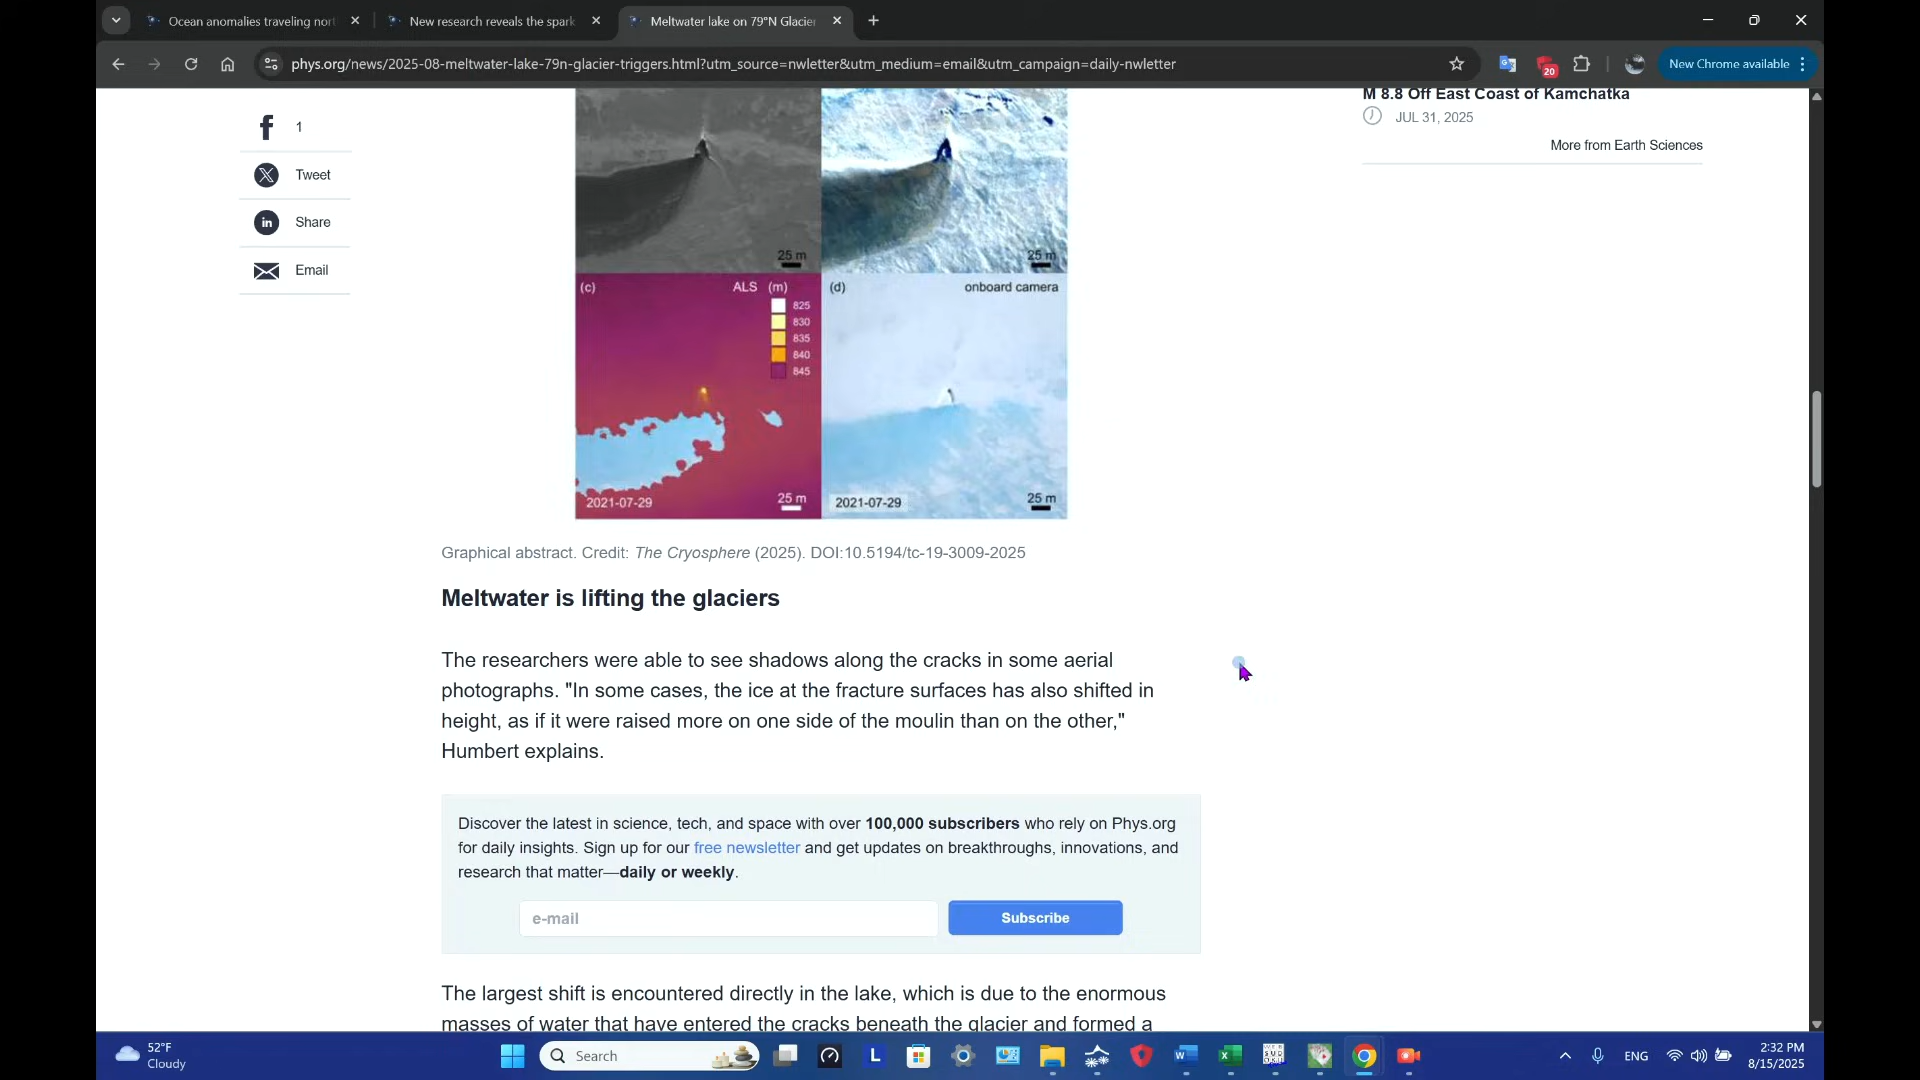 Ocean anomalies traveling nor
New research reveals the spark
Meltwater lake on 79°N Glacier
phys.org/news/2025-08-meltwater-lake-79n-glacier-triggers.html?utm_source=nwletter&utm_medium=email&utm_campaign=daily-nwletter
20
New Chrome available
1
Tweet
Share
Email
25 m
25 m
(c) ALS (m)
825
830
835
840
845
2021-07-29
25 m
(d) onboard camera
2021-07-29
25 m
M 8.8 Off East Coast of Kamchatka
JUL 31, 2025
More from Earth Sciences
Graphical abstract. Credit: The Cryosphere (2025). DOI:10.5194/tc-19-3009-2025
Meltwater is lifting the glaciers
The researchers were able to see shadows along the cracks in some aerial
photographs. "In some cases, the ice at the fracture surfaces has also shifted in
height, as if it were raised more on one side of the moulin than on the other,"
Humbert explains.
Discover the latest in science, tech, and space with over 100,000 subscribers who rely on Phys.org
for daily insights. Sign up for our free newsletter and get updates on breakthroughs, innovations, and
research that matter—daily or weekly.
e-mail
Subscribe
The largest shift is encountered directly in the lake, which is due to the enormous
masses of water that have entered the cracks beneath the glacier and formed a
52°F
Cloudy
Search
L
ENG
2:32 PM
8/15/2025